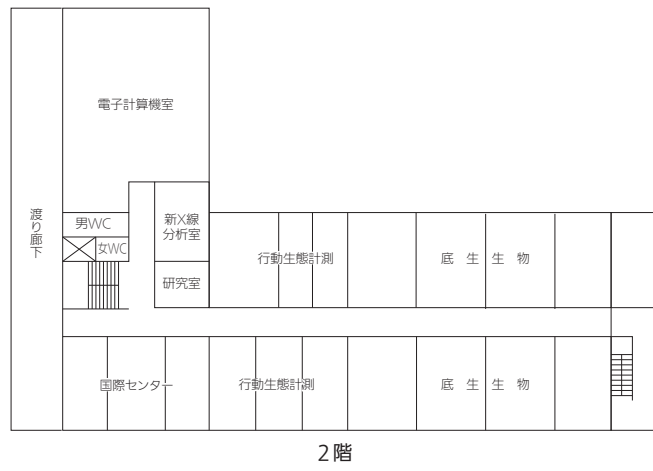 電子計算機室
渡り廊下
男WC
女WC
新X線
分析室
研究室
行動生態計測
底生生物
国際センター
行動生態計測
底生生物
2階